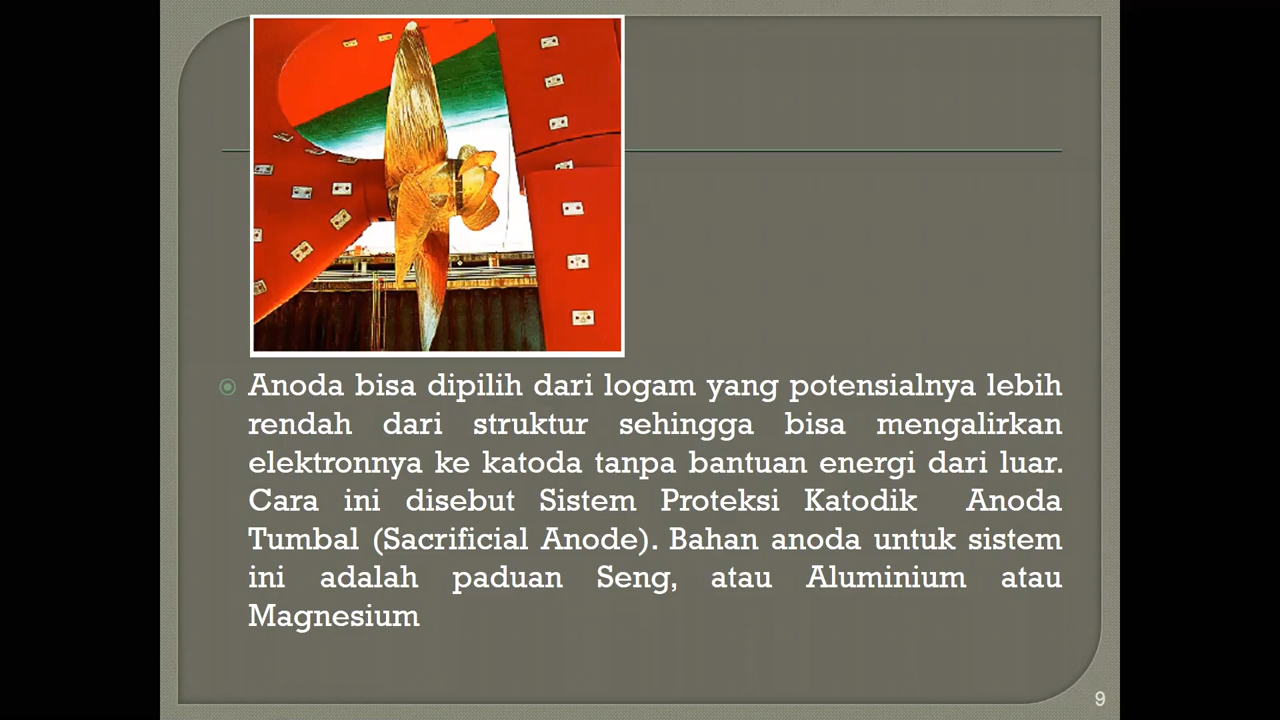 Anoda bisa dipilih dari logam yang potensialnya lebih
rendah dari struktur sehingga bisa mengalirkan
elektronnya ke katoda tanpa bantuan energi dari luar.
Cara ini disebut Sistem Proteksi Katodik Anoda
Tumbal (Sacrificial Anode). Bahan anoda untuk sistem
ini adalah paduan Seng, atau Aluminium atau
Magnesium
9